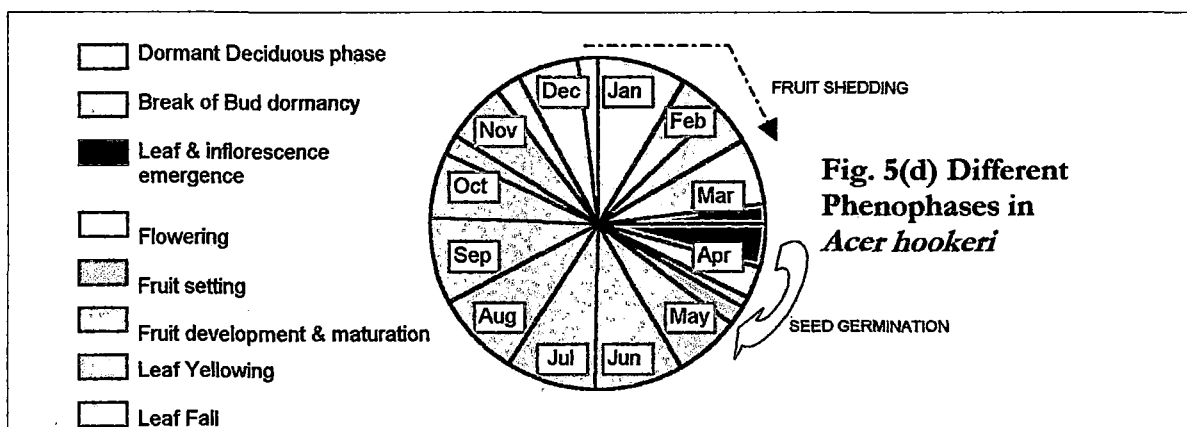 Dormant Deciduous phase
Break of Bud dormancy
Leaf & inflorescence
emergence
Flowering
Fruit setting
Fruit development & maturation
Leaf Yellowing
Leaf Fall
Jan
Feb
Mar
Apr
May
Jun
Jul
Aug
Sep
Oct
Nov
Dec
FRUIT SHEDDING
SEED GERMINATION
Fig. 5(d) Different
Phenophases in
Acer hookeri